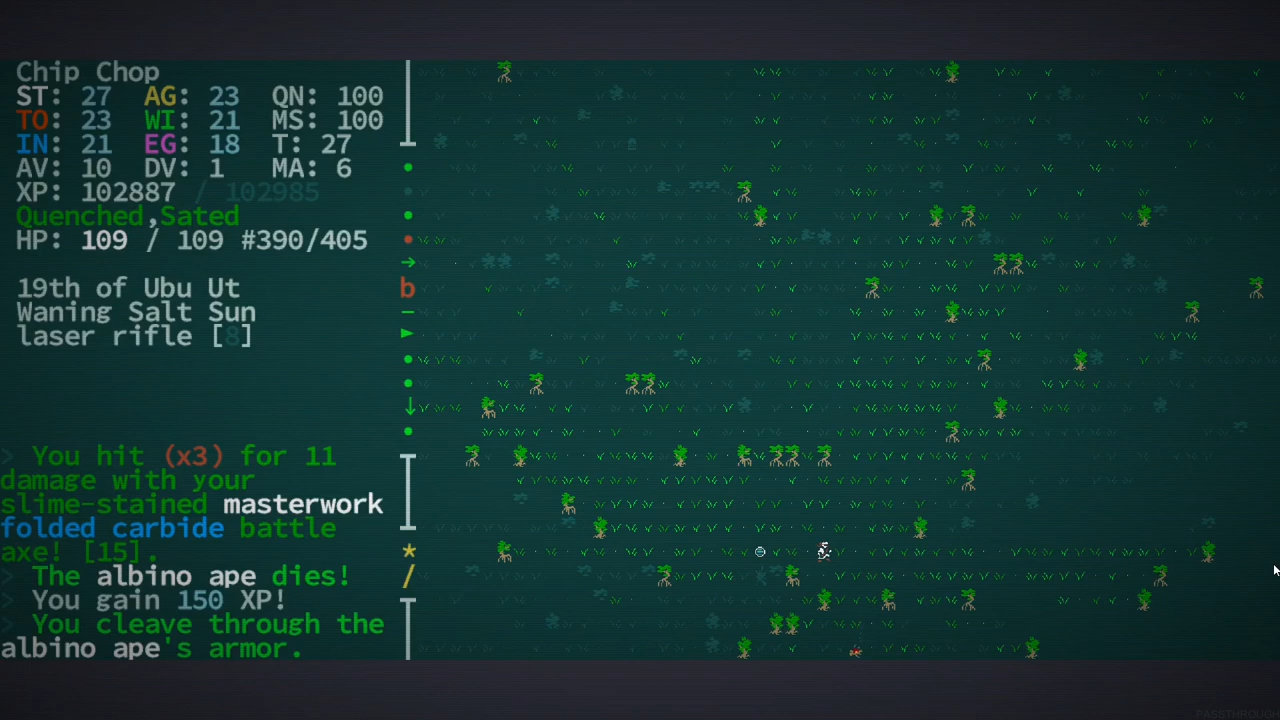 Chip Chop
ST: 27 AG: 23 QN: 100
TO: 23 WI: 21 MS: 100
IN: 21 EG: 18 T: 27
AV: 10 DV: 1 MA: 6
XP: 102887 / 102985
Quenched,Sated
HP: 109 / 109 #390/405
b
19th of Ubu Ut
Waning Salt Sun
laser rifle [8]
> You hit (x3) for 11
damage with your
slime-stained masterwork
folded carbide battle
axe! [15].
> The albino ape dies!
> You gain 150 XP!
> You cleave through the
albino ape's armor.